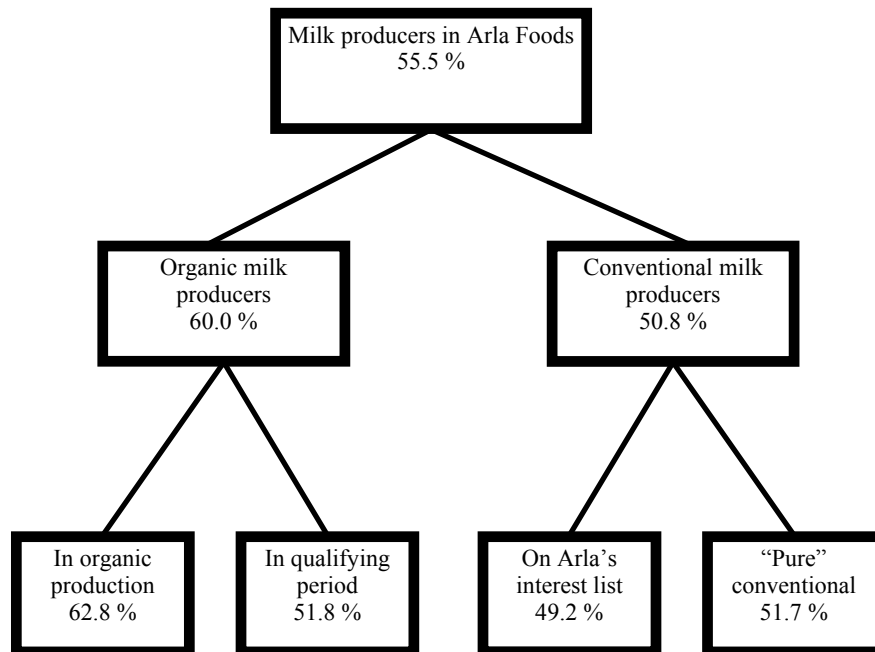 Milk producers in Arla Foods
55.5 %
Organic milk
producers
60.0 %
Conventional milk
producers
50.8 %
In organic
production
62.8 %
In qualifying
period
51.8 %
On Arla’s
interest list
49.2 %
“Pure”
conventional
51.7 %